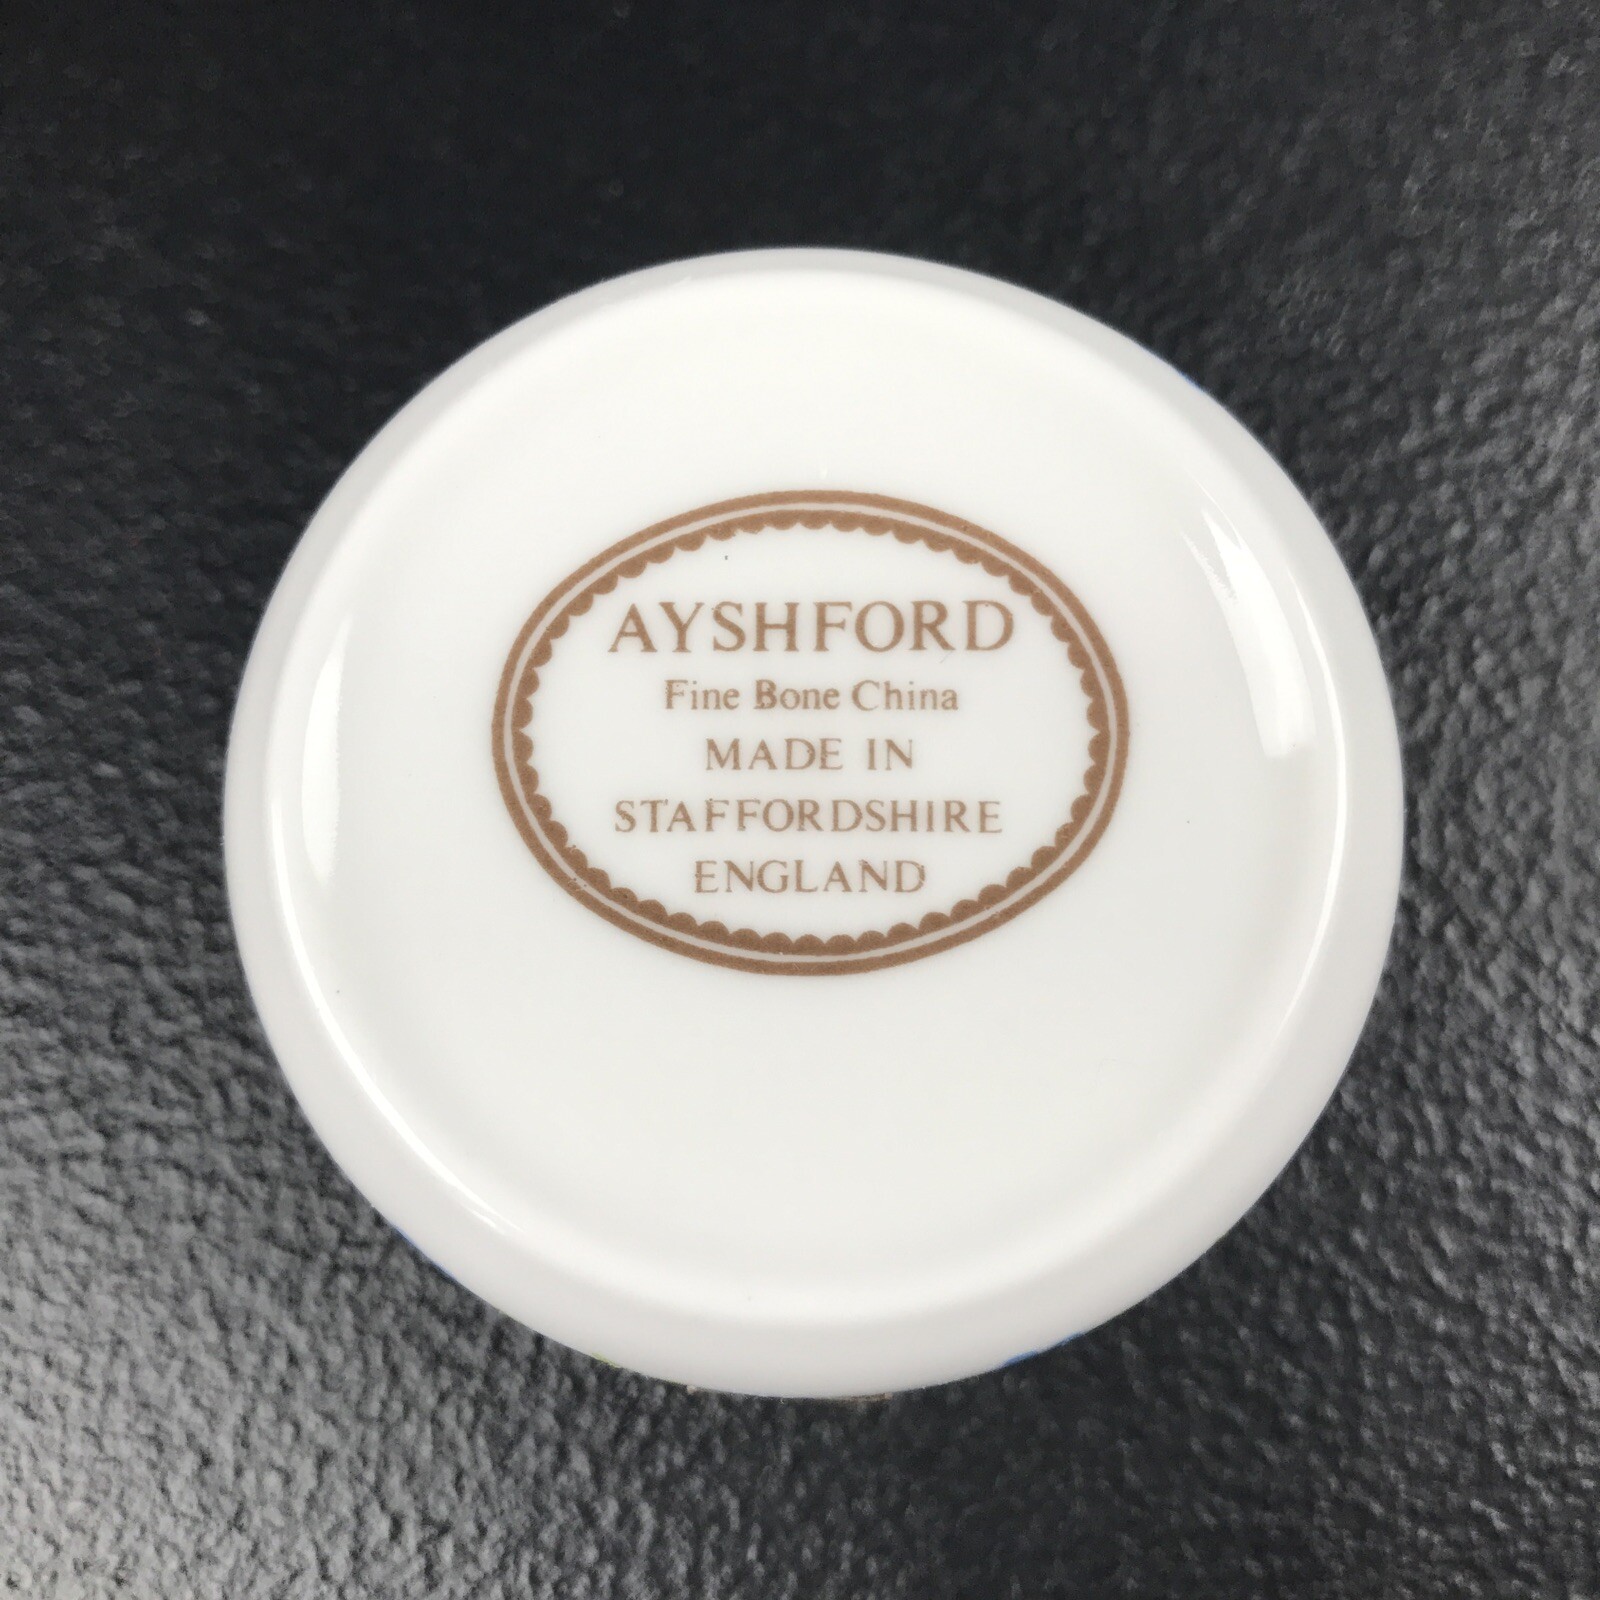 AYSHFORD
Fine Bone China
MADE IN
STAFFORDSHIRE
ENGLAND